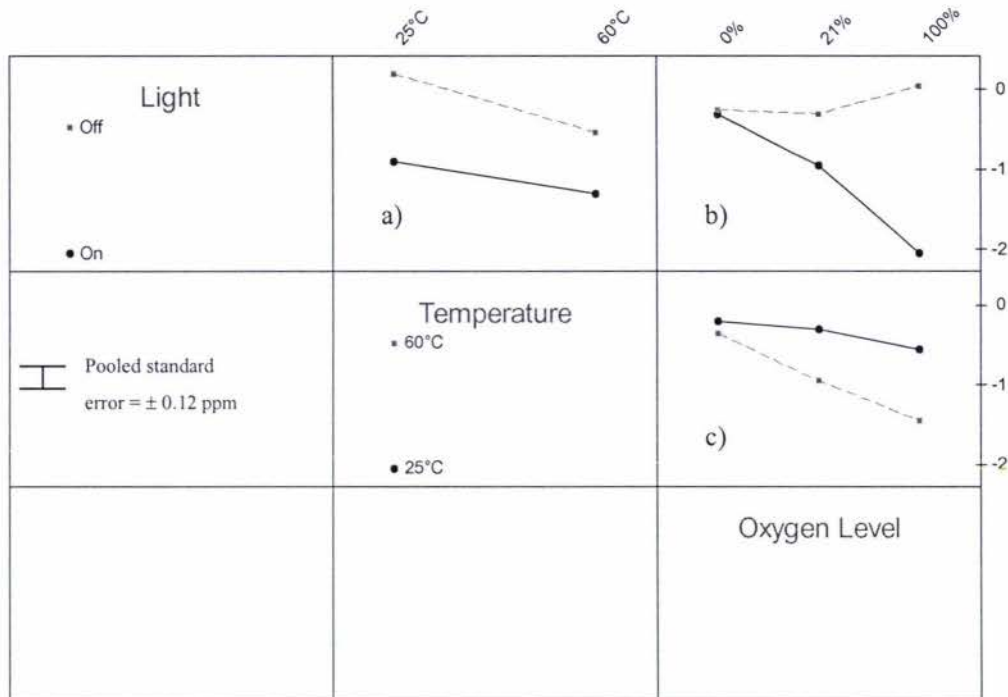 25°C 60°C 0% 21% 100%
Light
Off
On
a)
b)
0
-1
-2
Temperature
60°C
25°C
Pooled standard
error = ± 0.12 ppm
c)
0
-1
-2
Oxygen Level